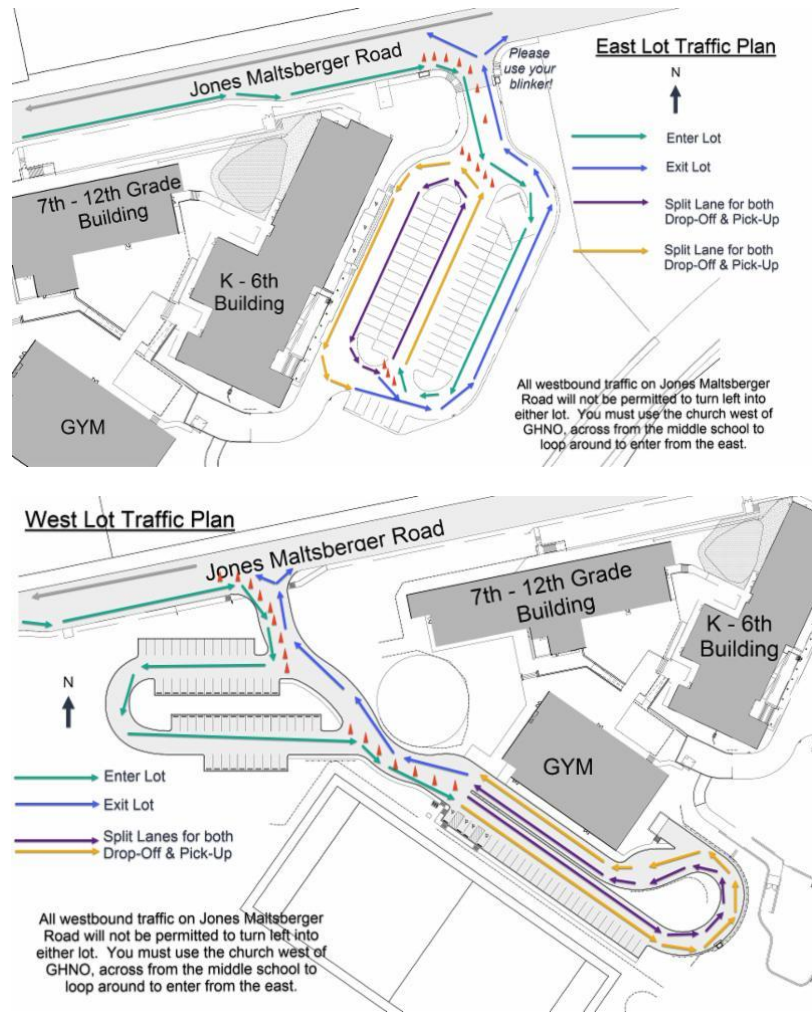 East Lot Traffic Plan
Jones Maltsberger Road
Please
use your
blinker!
N
Enter Lot
Exit Lot
Split Lane for both
Drop-Off & Pick-Up
Split Lane for both
Drop-Off & Pick-Up
7th - 12th Grade
Building
K - 6th
Building
GYM
All westbound traffic on Jones Maltsberger
Road will not be permitted to turn left into
either lot. You must use the church west of
GHNO, across from the middle school to
loop around to enter from the east.
West Lot Traffic Plan
Jones Maltsberger Road
7th - 12th Grade
Building
K - 6th
Building
N
GYM
Enter Lot
Exit Lot
Split Lanes for both
Drop-Off & Pick-Up
All westbound traffic on Jones Maltsberger
Road will not be permitted to turn left into
either lot. You must use the church west of
GHNO, across from the middle school to
loop around to enter from the east.